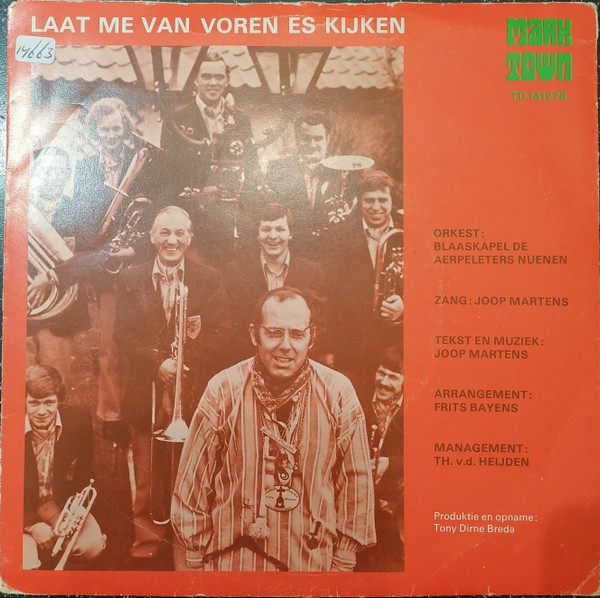 LAAT ME VAN VOREN ES KIJKEN
14663
MARK
TOWN
TD 141276
ORKEST:
BLAASKAPEL DE
AERPELETERS NUENEN
ZANG: JOOP MARTENS
TEKST EN MUZIEK:
JOOP MARTENS
ARRANGEMENT:
FRITS BAYENS
MANAGEMENT:
TH. v.d. HEIJDEN
Produktie en opname:
Tony Dirne Breda